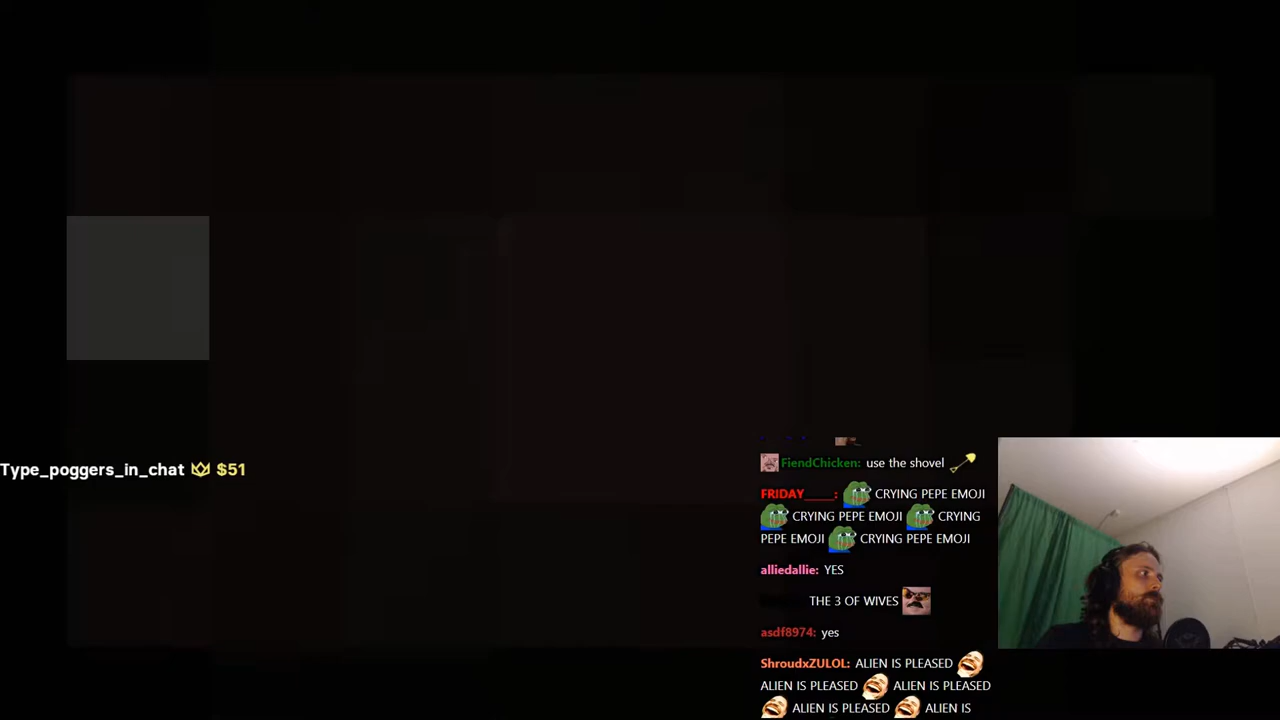 Type_poggers_in_chat $51
FiendChicken: use the shovel
FRIDAY_____: CRYING PEPE EMOJI
CRYING PEPE EMOJI CRYING
PEPE EMOJI CRYING PEPE EMOJI
alliedallie: YES
THE 3 OF WIVES
asdf8974: yes
ShroudxZULOL: ALIEN IS PLEASED
ALIEN IS PLEASED ALIEN IS PLEASED
ALIEN IS PLEASED ALIEN IS